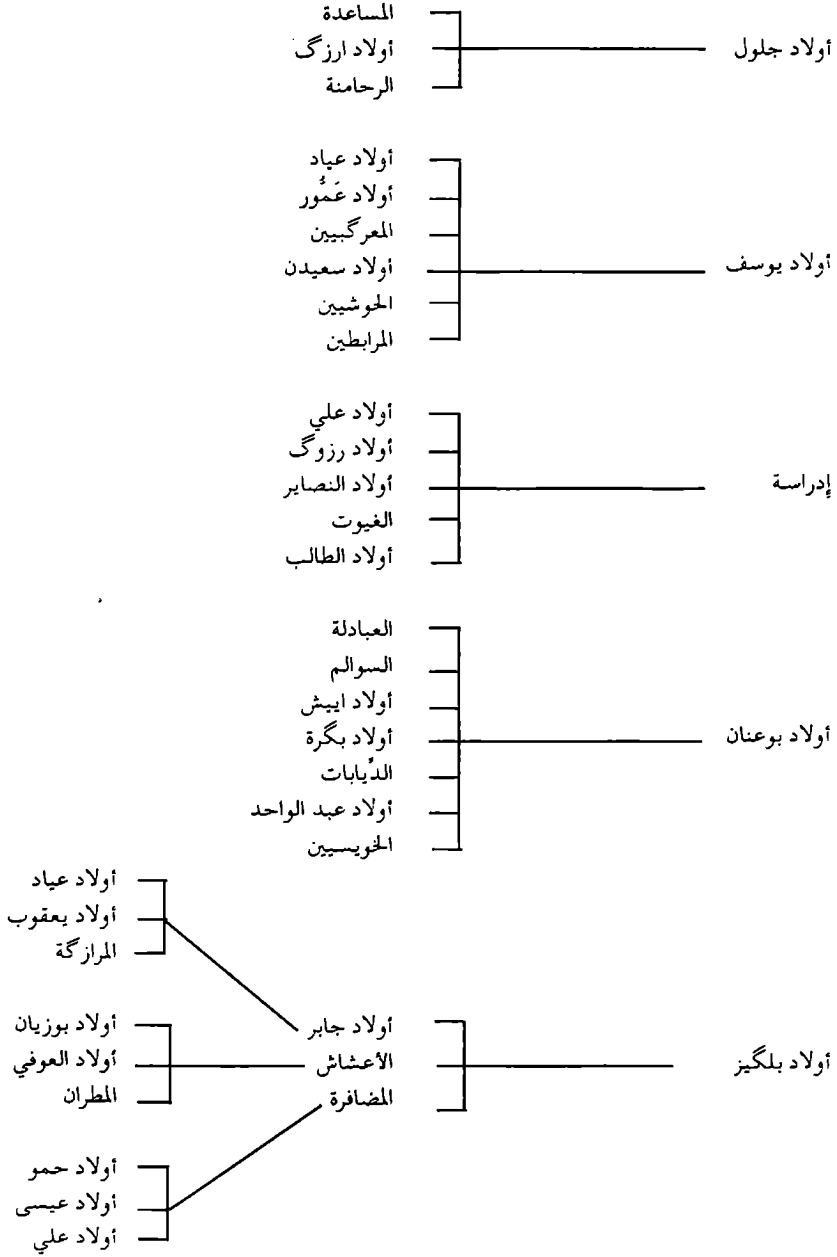 أولاد جلول
المساعدة
أولاد ارزگ
الرحامنة
أولاد يوسف
أولاد عياد
أولاد عَمُّور
المعرگبيين
أولاد سعيدن
الحوشيين
المرابطين
إدراسة
أولاد علي
أولاد رزوگ
أولاد النصاير
الغيوت
أولاد الطالب
أولاد بوعنان
العبادلة
السوالم
أولاد اييش
أولاد بگرة
الدِّيابات
أولاد عبد الواحد
الخويسيين
أولاد بلگيز
أولاد جابر
أولاد عياد
أولاد يعقوب
المرازگة
الأعشاش
أولاد بوزيان
أولاد العوفي
المطران
المضافرة
أولاد حمو
أولاد عيسى
أولاد علي